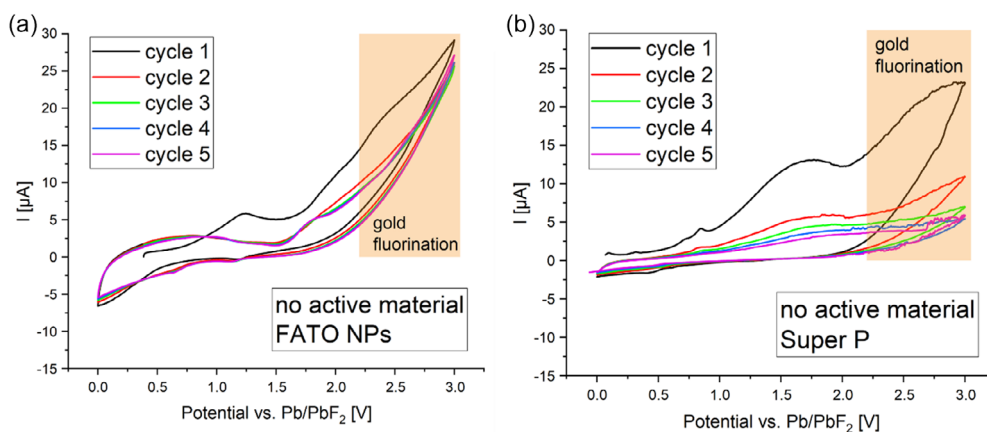 (a)
30
25
20
15
10
5
0
-5
-10
-15
I [µA]
cycle 1
cycle 2
cycle 3
cycle 4
cycle 5
gold
fluorination
no active material
FATO NPs
0.0 0.5 1.0 1.5 2.0 2.5 3.0
Potential vs. Pb/PbF₂ [V]
(b)
30
25
20
15
10
5
0
-5
-10
-15
I [µA]
cycle 1
cycle 2
cycle 3
cycle 4
cycle 5
gold
fluorination
no active material
Super P
0.0 0.5 1.0 1.5 2.0 2.5 3.0
Potential vs. Pb/PbF₂ [V]